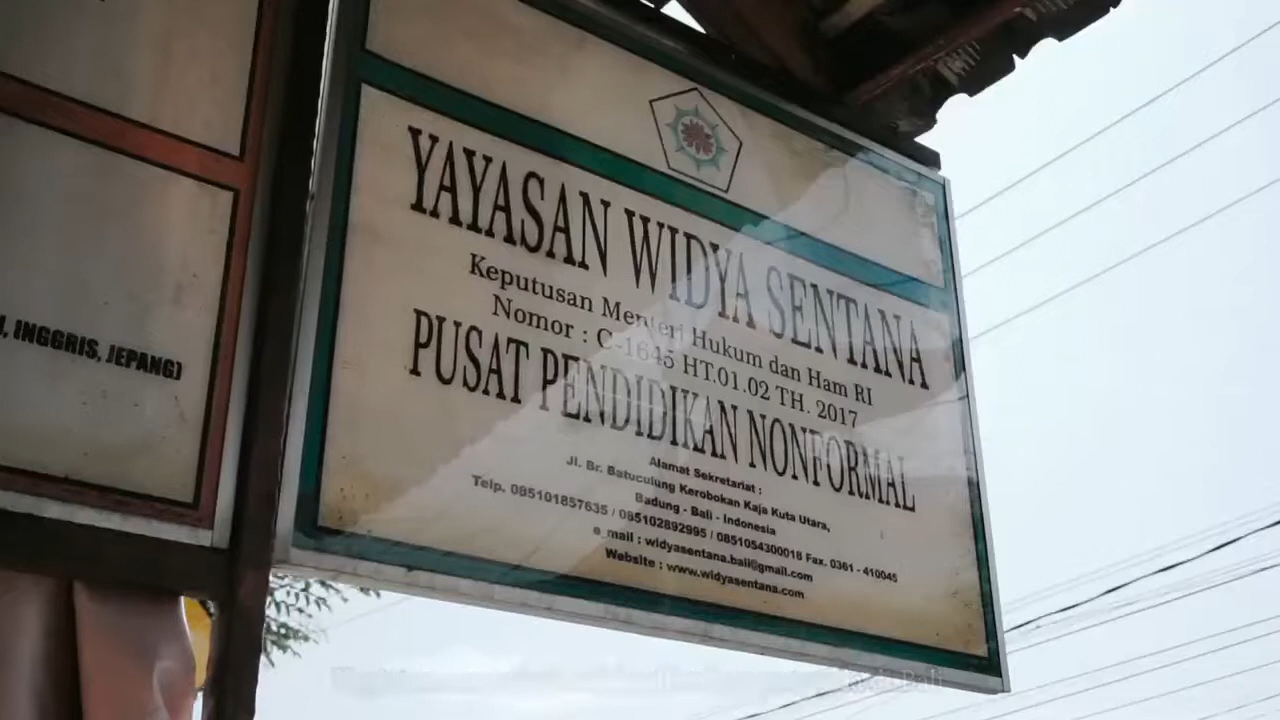 , INGGRIS, JEPANG)
YAYASAN WIDYA SENTANA
Keputusan Menteri Hukum dan Ham RI
Nomor : C-1645 HT.01.02 TH. 2017
PUSAT PENDIDIKAN NONFORMAL
Alamat Sekretariat :
Jl. Br. Batuculung Kerobokan Kaja Kuta Utara,
Badung - Bali - Indonesia
Telp. 085101857635 / 085102892995 / 0851054300018 Fax. 0361 - 410045
e_mail : widyasentana.bali@gmail.com
Website : www.widyasentana.com
Bali